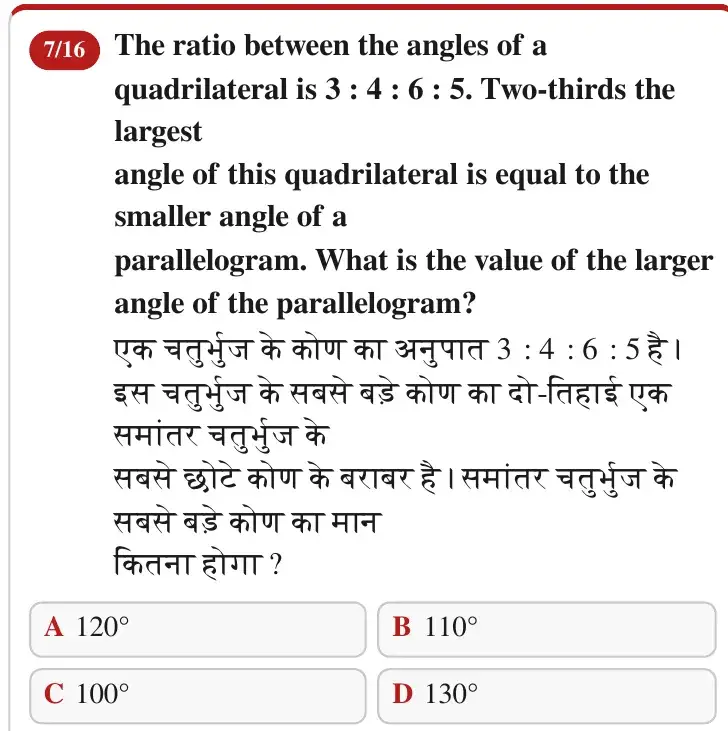 7/16 The ratio between the angles of a
quadrilateral is 3 : 4 : 6 : 5. Two-thirds the
largest
angle of this quadrilateral is equal to the
smaller angle of a
parallelogram. What is the value of the larger
angle of the parallelogram?
एक चतुर्भुज के कोण का अनुपात 3 : 4 : 6 : 5 है।
इस चतुर्भुज के सबसे बड़े कोण का दो-तिहाई एक
समांतर चतुर्भुज के
सबसे छोटे कोण के बराबर है। समांतर चतुर्भुज के
सबसे बड़े कोण का मान
कितना होगा ?
A 120° B 110°
C 100° D 130°